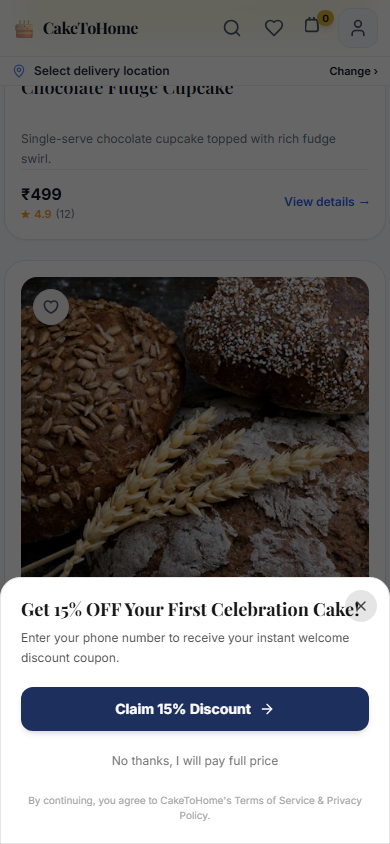 CakeToHome
0
Select delivery location
Change ›
Chocolate Fudge Cupcake
Single-serve chocolate cupcake topped with rich fudge
swirl.
₹499
★ 4.9 (12)
View details →
Get 15% OFF Your First Celebration Cake!
Enter your phone number to receive your instant welcome
discount coupon.
Claim 15% Discount →
No thanks, I will pay full price
By continuing, you agree to CakeToHome's Terms of Service & Privacy
Policy.